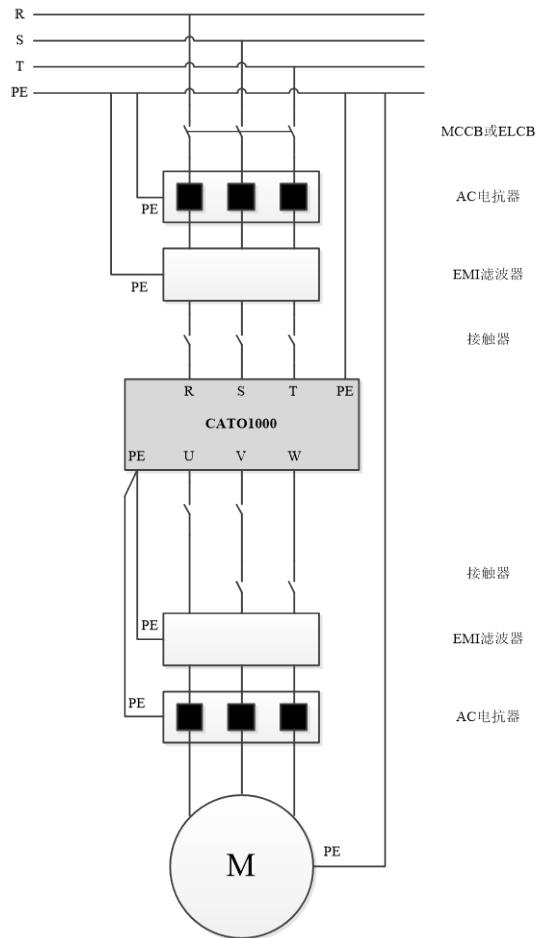 R
S
T
PE
MCCB或ELCB
PE
AC电抗器
PE
EMI滤波器
接触器
R S T PE
CATO1000
PE U V W
接触器
PE
EMI滤波器
PE
AC电抗器
M
PE